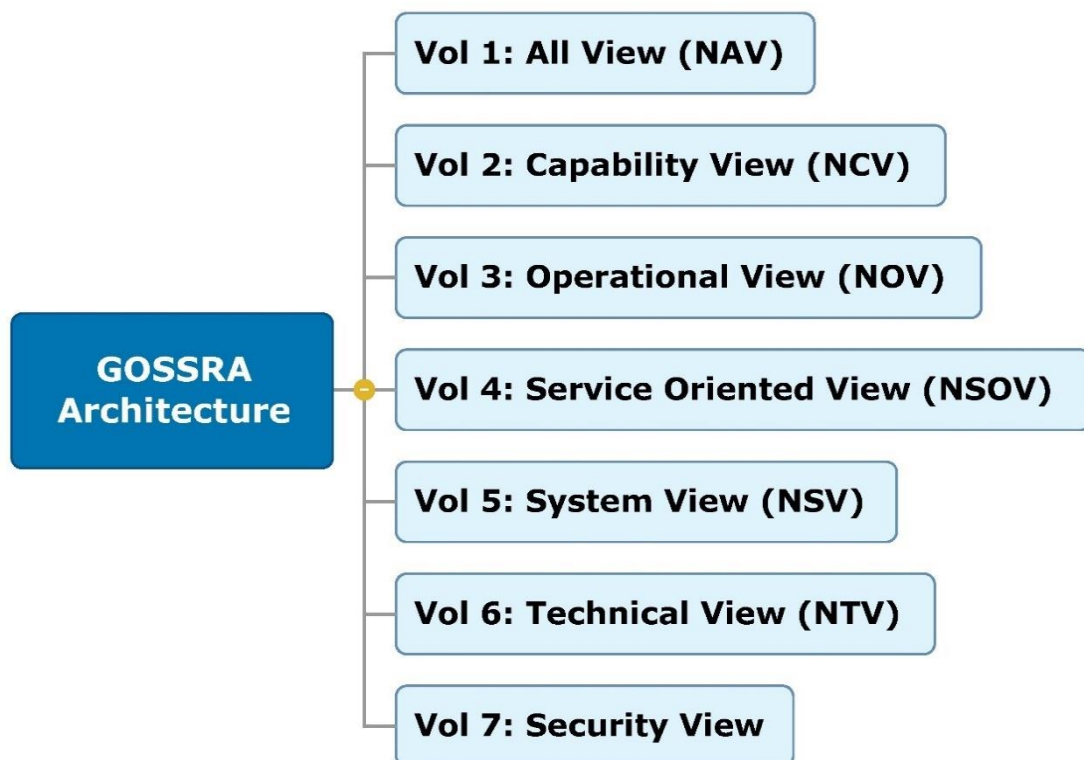 Vol 1: All View (NAV)
Vol 2: Capability View (NCV)
Vol 3: Operational View (NOV)
GOSSRA
Architecture
Vol 4: Service Oriented View (NSOV)
Vol 5: System View (NSV)
Vol 6: Technical View (NTV)
Vol 7: Security View